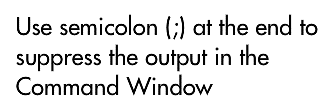 Use semicolon (;) at the end to
suppress the output in the
Command Window